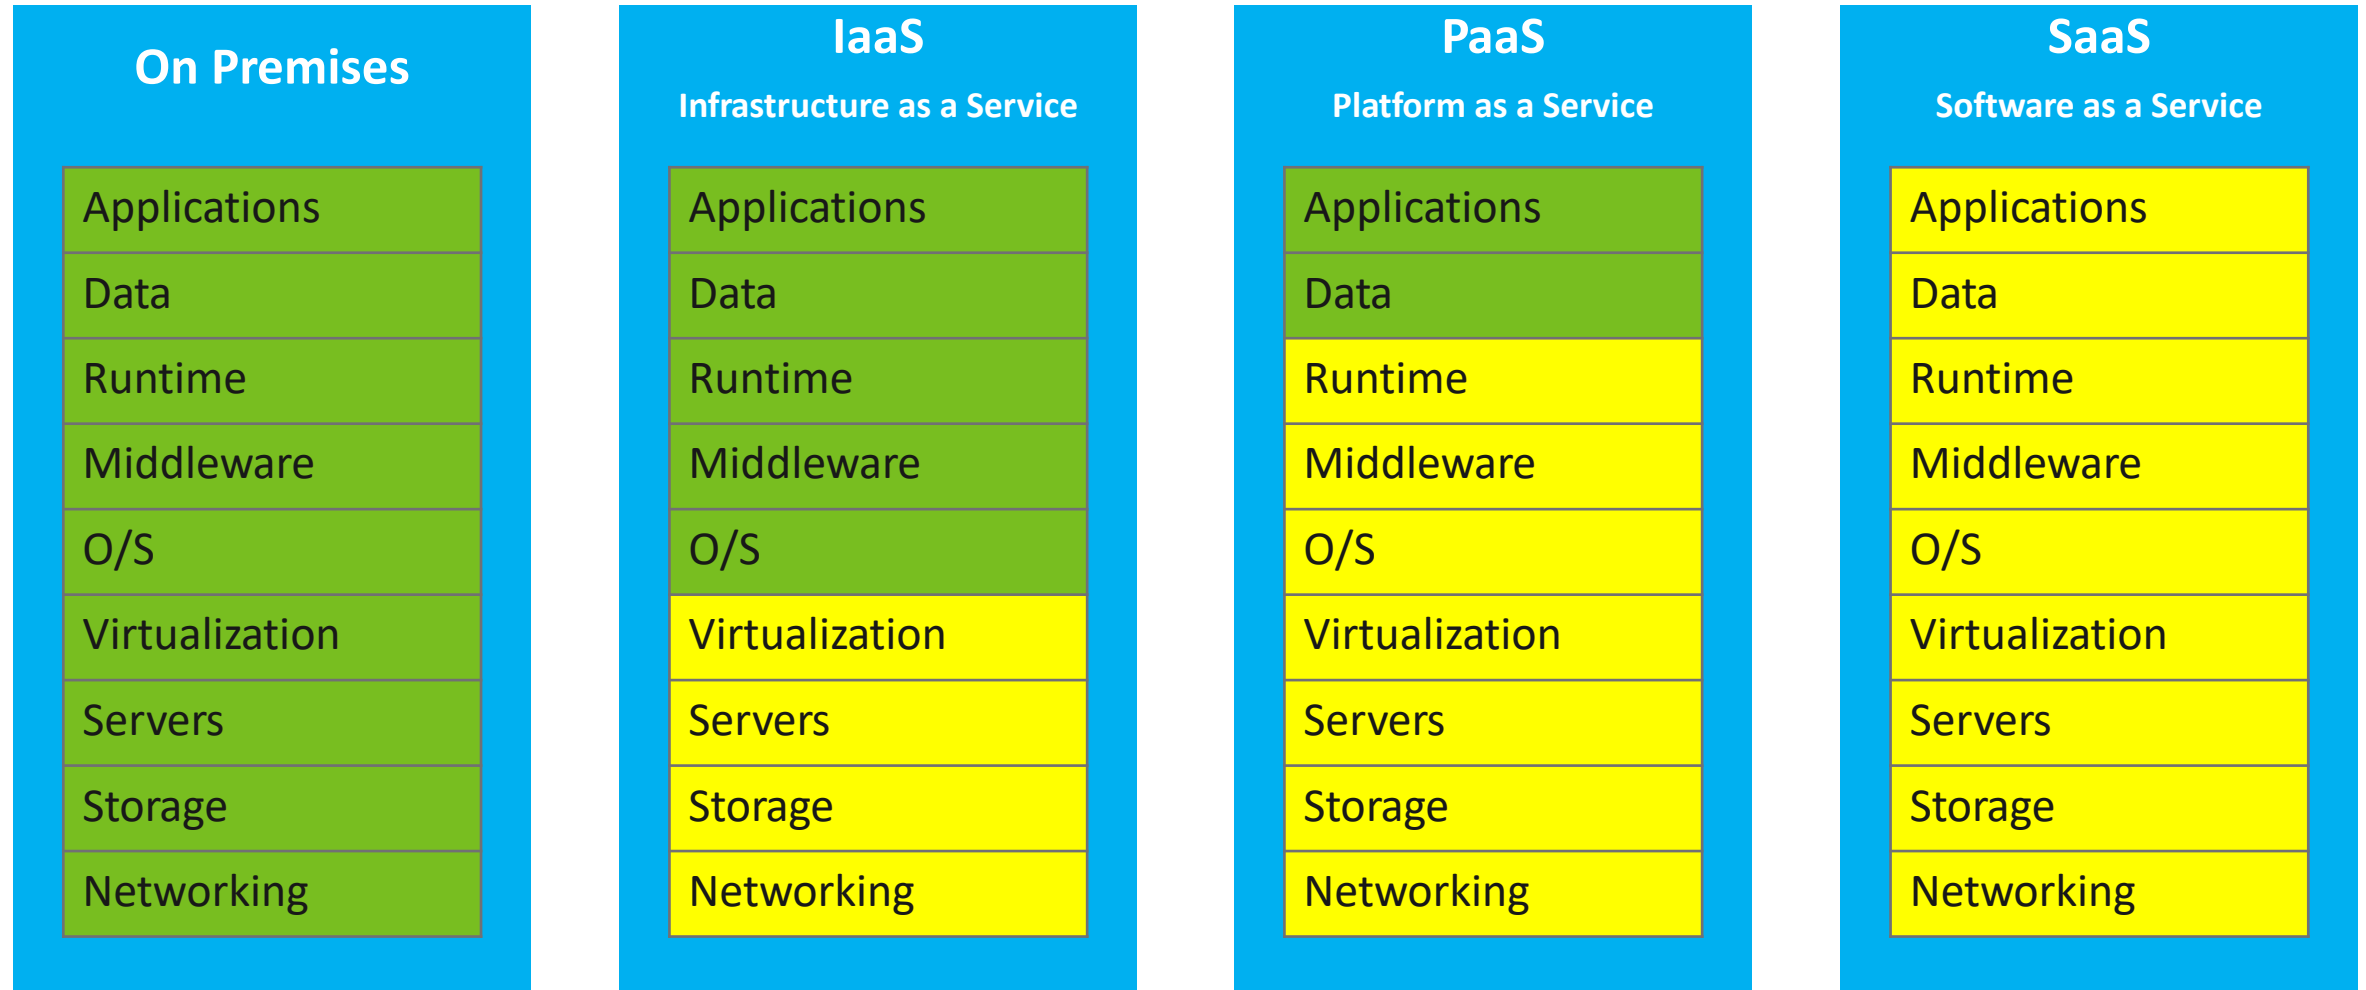 On Premises
Applications
Data
Runtime
Middleware
O/S
Virtualization
Servers
Storage
Networking
IaaS
Infrastructure as a Service
Applications
Data
Runtime
Middleware
O/S
Virtualization
Servers
Storage
Networking
PaaS
Platform as a Service
Applications
Data
Runtime
Middleware
O/S
Virtualization
Servers
Storage
Networking
SaaS
Software as a Service
Applications
Data
Runtime
Middleware
O/S
Virtualization
Servers
Storage
Networking